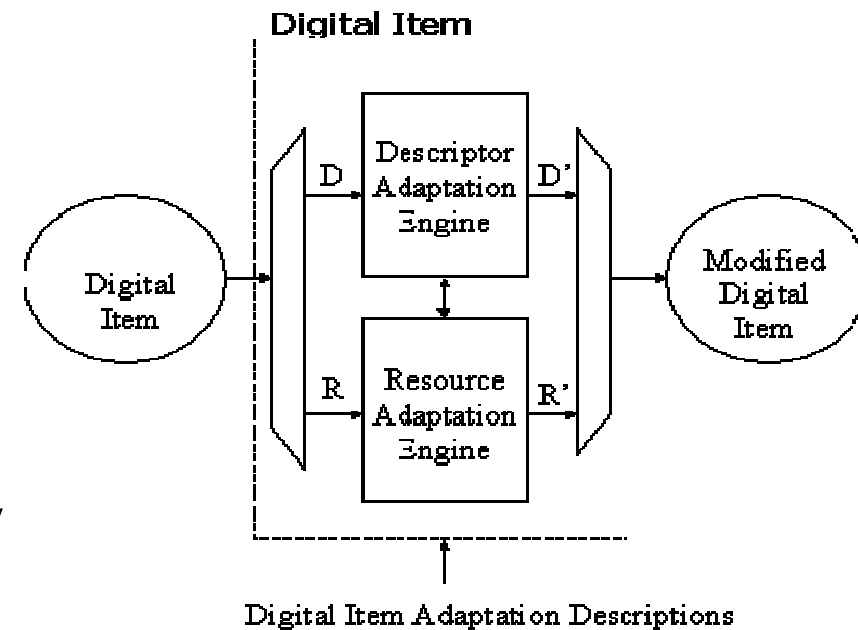 Digital Item
Descriptor
Adaptation
Engine
D
D'
Digital
Item
Modified
Digital
Item
R
Resource
Adaptation
Engine
R'
Digital Item Adaptation Descriptions